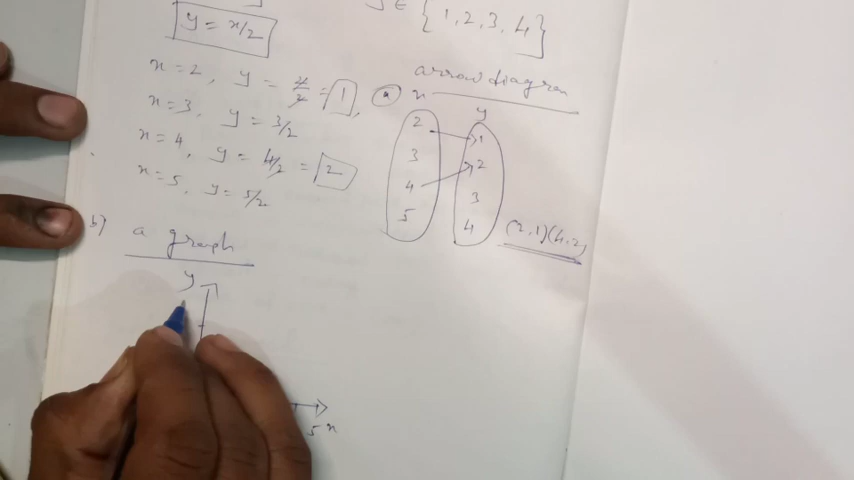 y = x/2
y ∈ {1, 2, 3, 4}
x = 2, y = 2/2 = 1,
x = 3, y = 3/2
x = 4, y = 4/2 = 2
x = 5, y = 5/2
a) arrow diagram
x y
2 1
3 2
4 3
5 4
(2,1)(4,2)
b) a graph
y
5 x